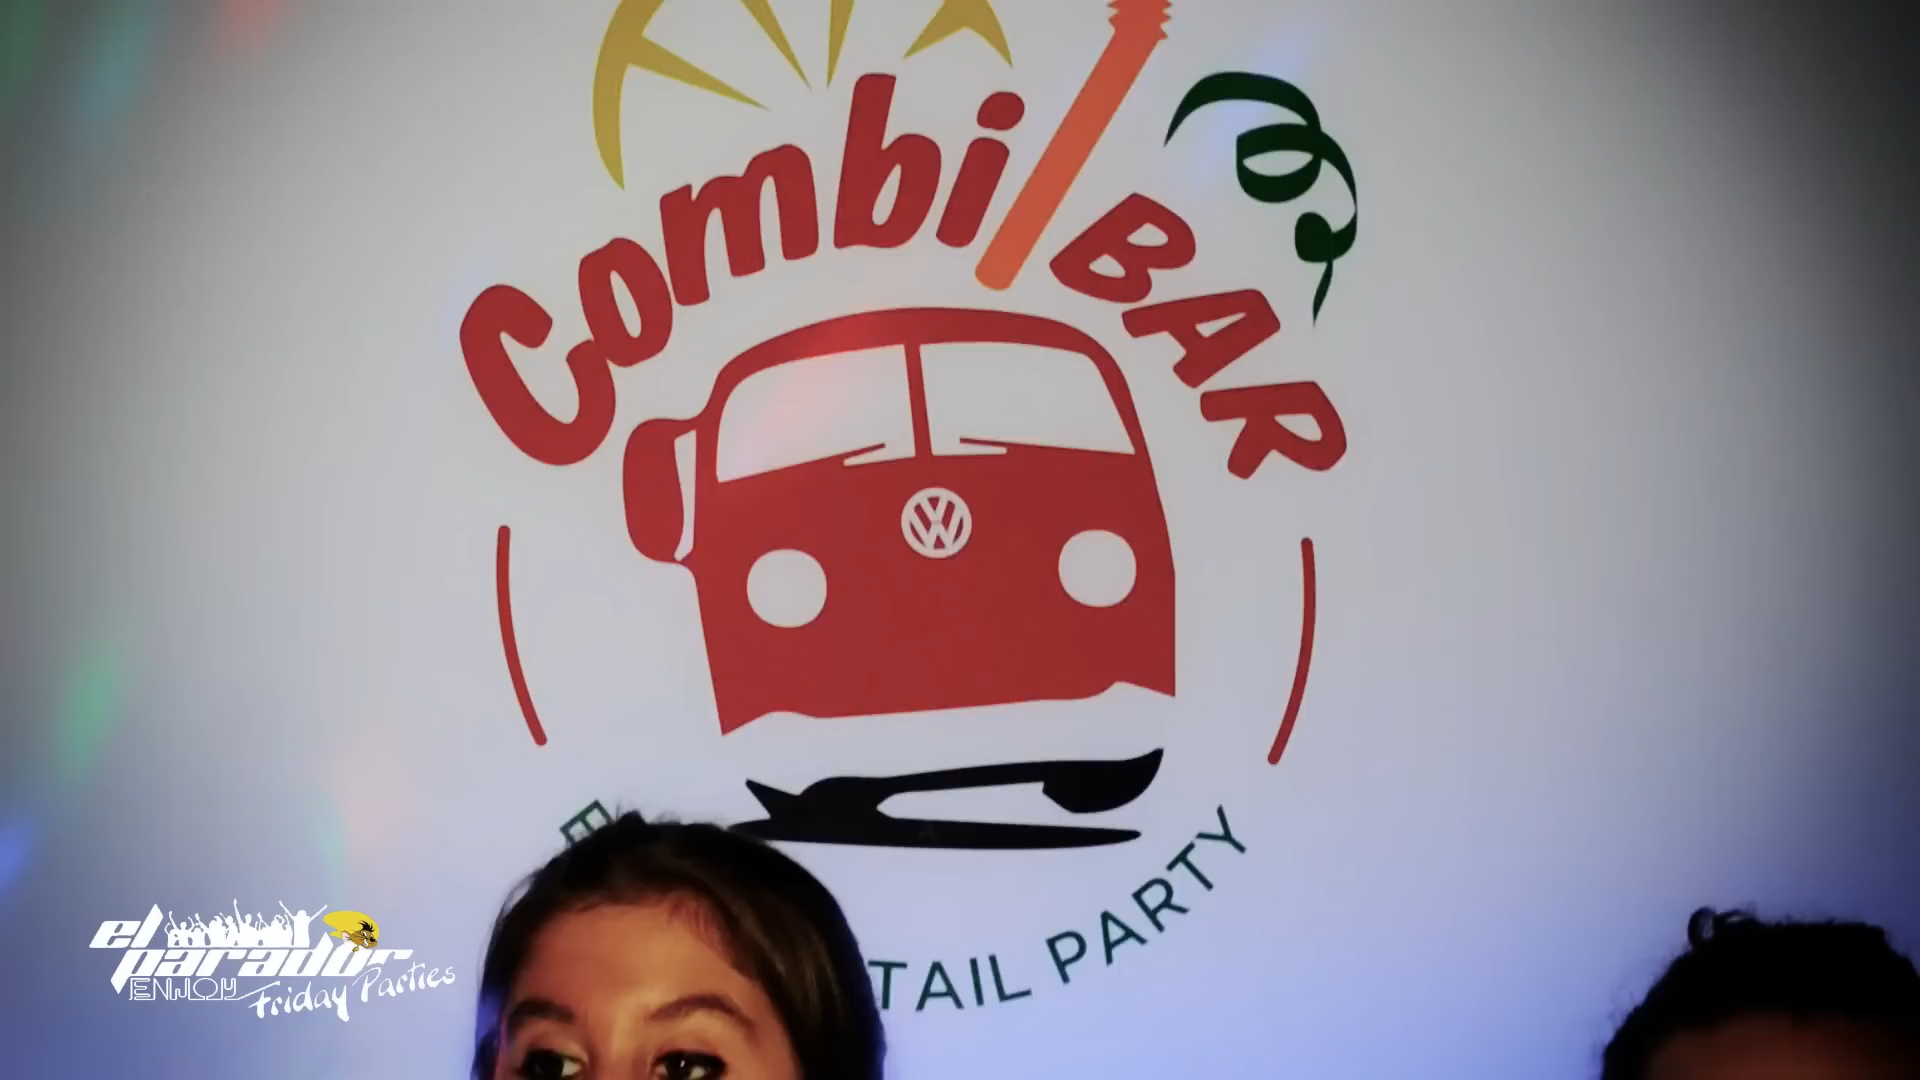 Combi BAR
TAIL PARTY
el
parador
ENJOY Friday Parties